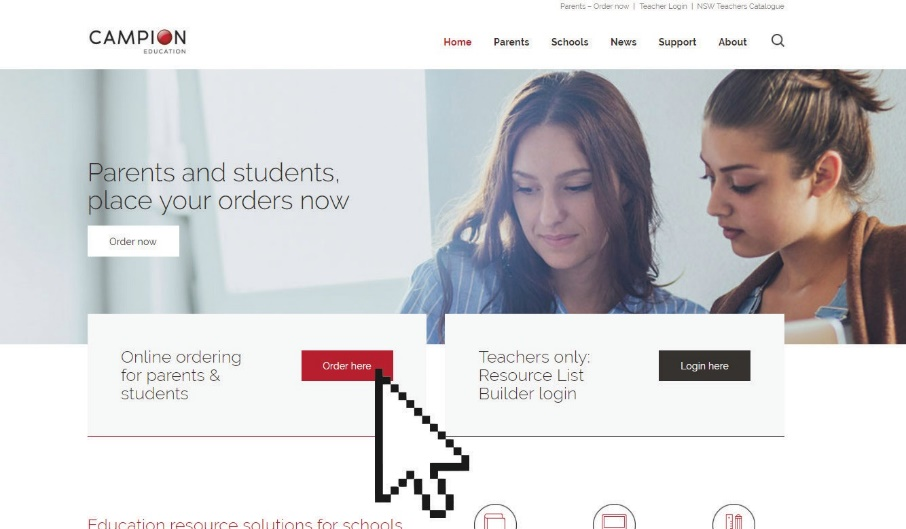 Parents – Order now | Teacher Login | NSW Teachers Catalogue
CAMPION
EDUCATION
Home Parents Schools News Support About
Parents and students,
place your orders now
Order now
Online ordering
for parents &
students
Order here
Teachers only:
Resource List
Builder login
Login here
Education resource solutions for schools